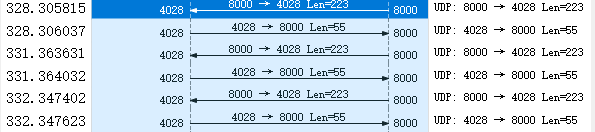 328.305815 4028 8000 → 4028 Len=223 8000 UDP: 8000 → 4028 Len=223
328.306037 4028 4028 → 8000 Len=55 8000 UDP: 4028 → 8000 Len=55
331.363631 4028 8000 → 4028 Len=223 8000 UDP: 8000 → 4028 Len=223
331.364032 4028 4028 → 8000 Len=55 8000 UDP: 4028 → 8000 Len=55
332.347402 4028 8000 → 4028 Len=223 8000 UDP: 8000 → 4028 Len=223
332.347623 4028 4028 → 8000 Len=55 8000 UDP: 4028 → 8000 Len=55